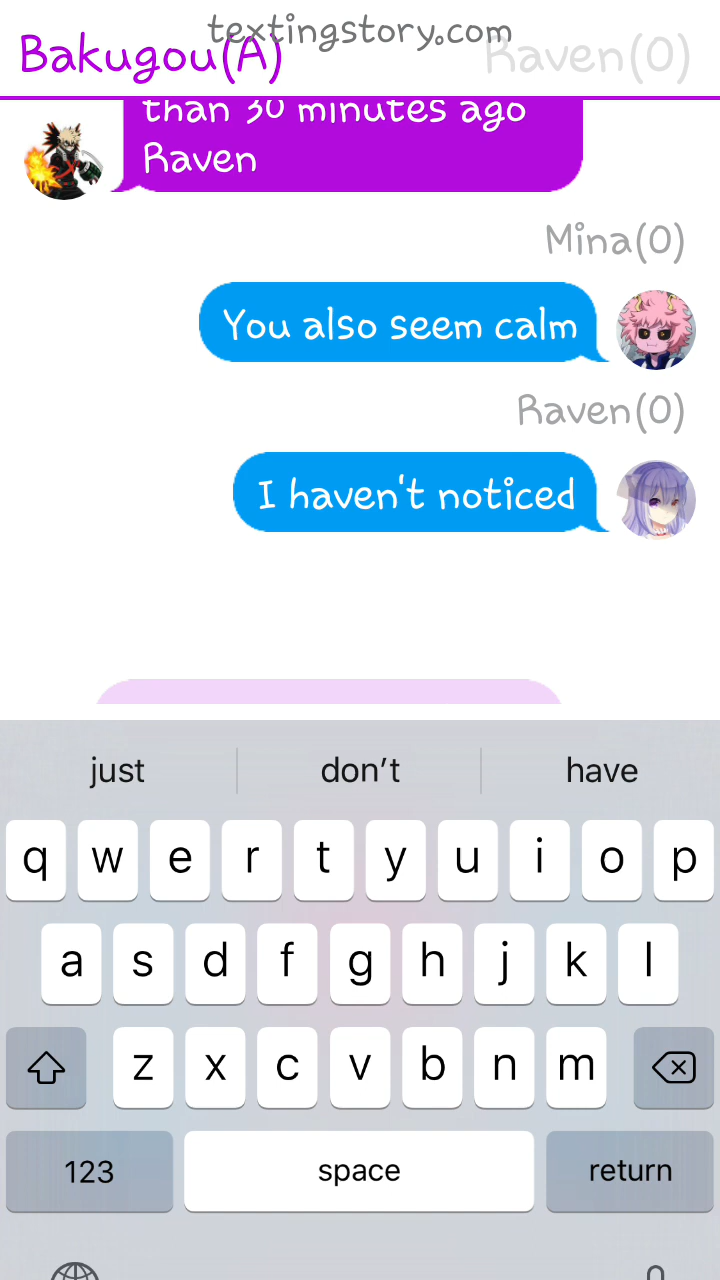 textingstory.com
Bakugou(A)
Raven(0)
than 30 minutes ago
Raven
Mina(0)
You also seem calm
Raven(0)
I haven't noticed
just
don't
have
q w e r t y u i o p
a s d f g h j k l
z x c v b n m
123
space
return